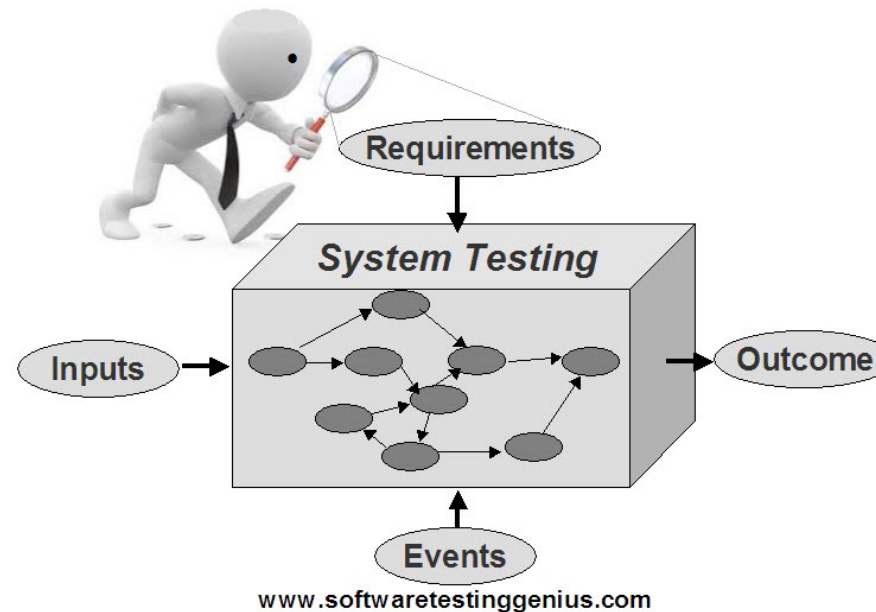 Requirements
System Testing
Inputs
Outcome
Events
www.softwaretestinggenius.com